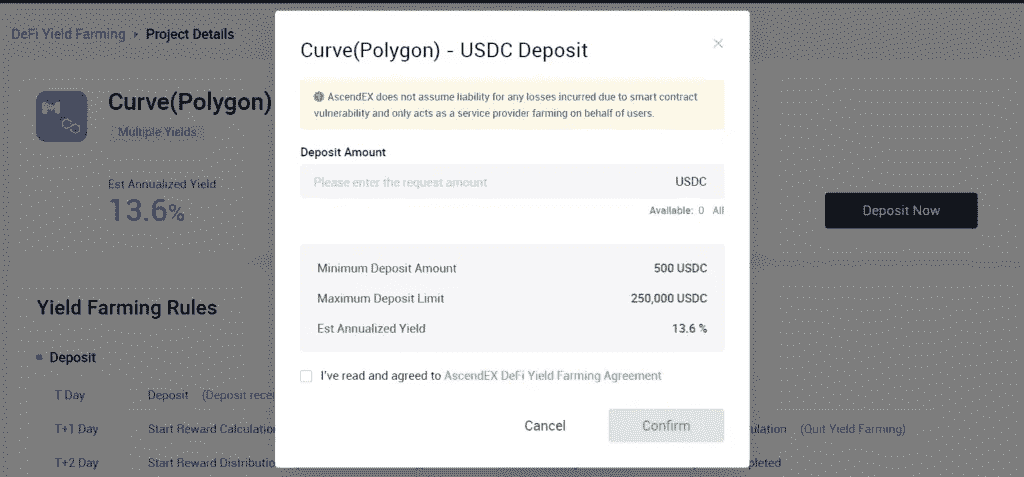 DeFi Yield Farming › Project Details
Curve(Polygon)
Multiple Yields
Est Annualized Yield
13.6%
Deposit Now
Yield Farming Rules
Deposit
T Day Deposit (Deposit rece
T+1 Day Start Reward Calculation ulation (Quit Yield Farming)
T+2 Day Start Reward Distributio pleted
Curve(Polygon) - USDC Deposit
AscendEX does not assume liability for any losses incurred due to smart contract
vulnerability and only acts as a service provider farming on behalf of users.
Deposit Amount
Please enter the request amount USDC
Available: 0 All
Minimum Deposit Amount 500 USDC
Maximum Deposit Limit 250,000 USDC
Est Annualized Yield 13.6 %
I've read and agreed to AscendEX DeFi Yield Farming Agreement
Cancel Confirm